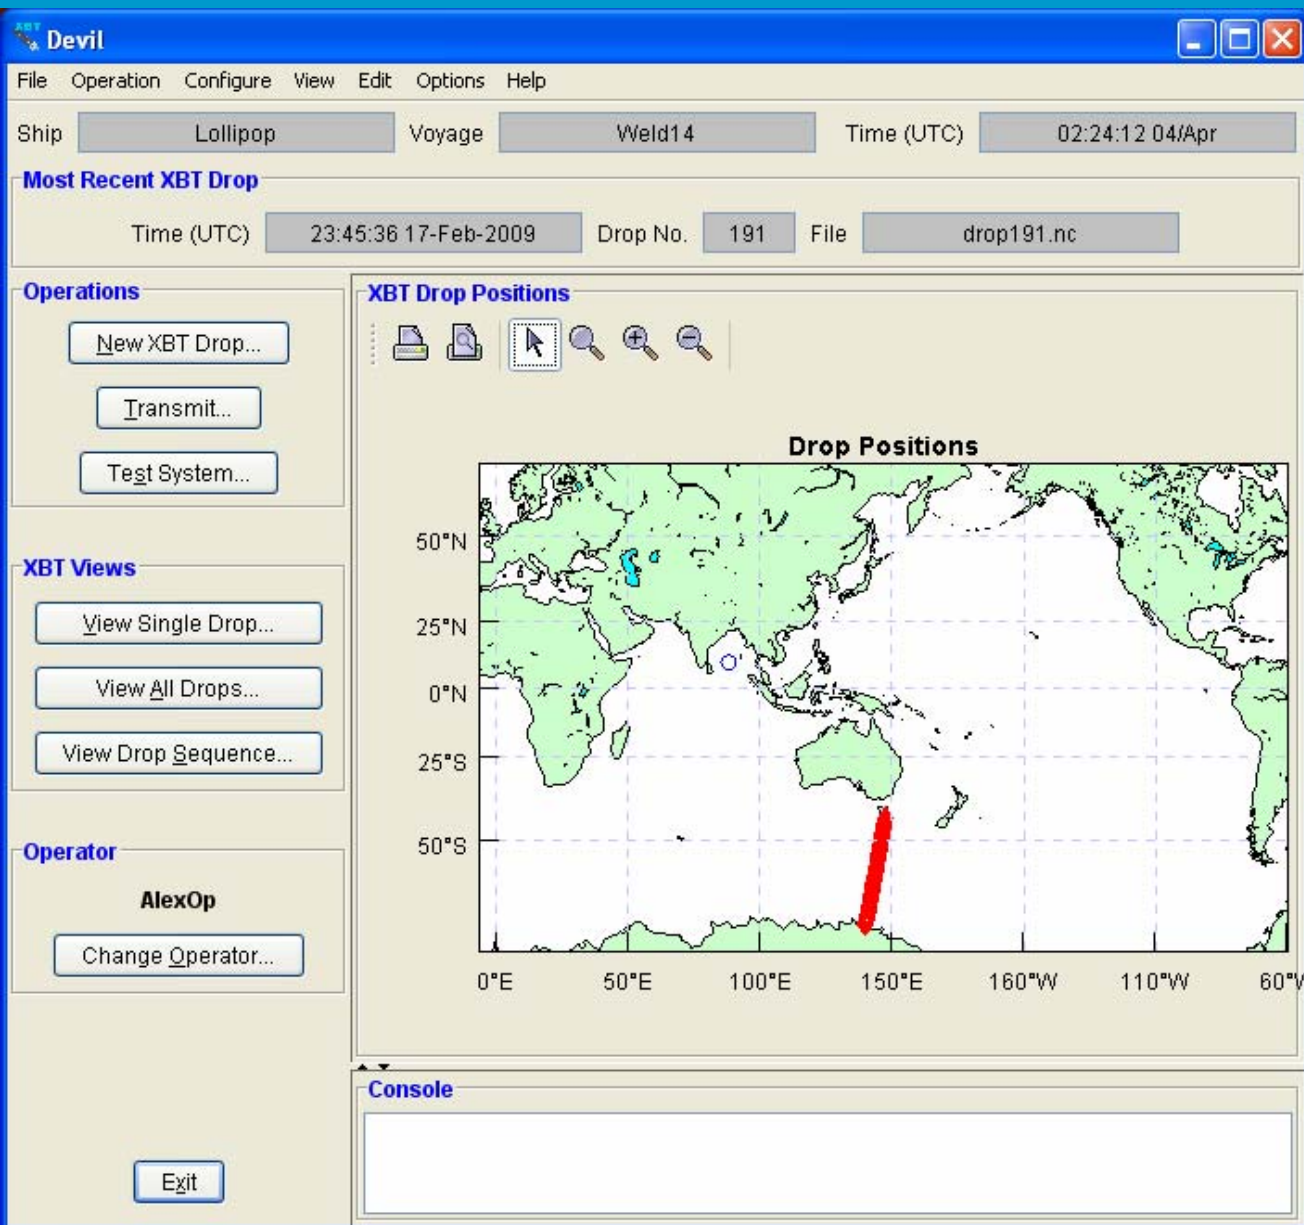 XBT
Devil
File Operation Configure View Edit Options Help
Ship Lollipop Voyage Weld14 Time (UTC) 02:24:12 04/Apr
Most Recent XBT Drop
Time (UTC) 23:45:36 17-Feb-2009 Drop No. 191 File drop191.nc
Operations
New XBT Drop...
Transmit...
Test System...
XBT Views
View Single Drop...
View All Drops...
View Drop Sequence...
Operator
AlexOp
Change Operator...
Exit
XBT Drop Positions
Drop Positions
50°N
25°N
0°N
25°S
50°S
0°E 50°E 100°E 150°E 160°W 110°W 60°W
Console